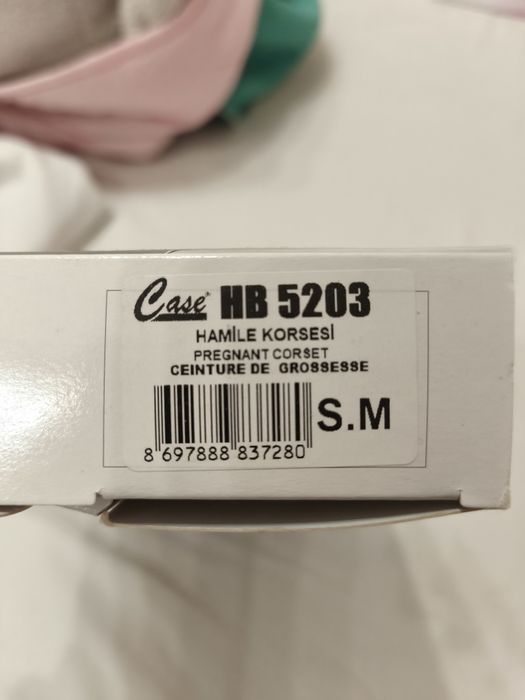 Case HB 5203
HAMİLE KORSESİ
PREGNANT CORSET
CEINTURE DE GROSSESSE
S.M
8 697888 837280